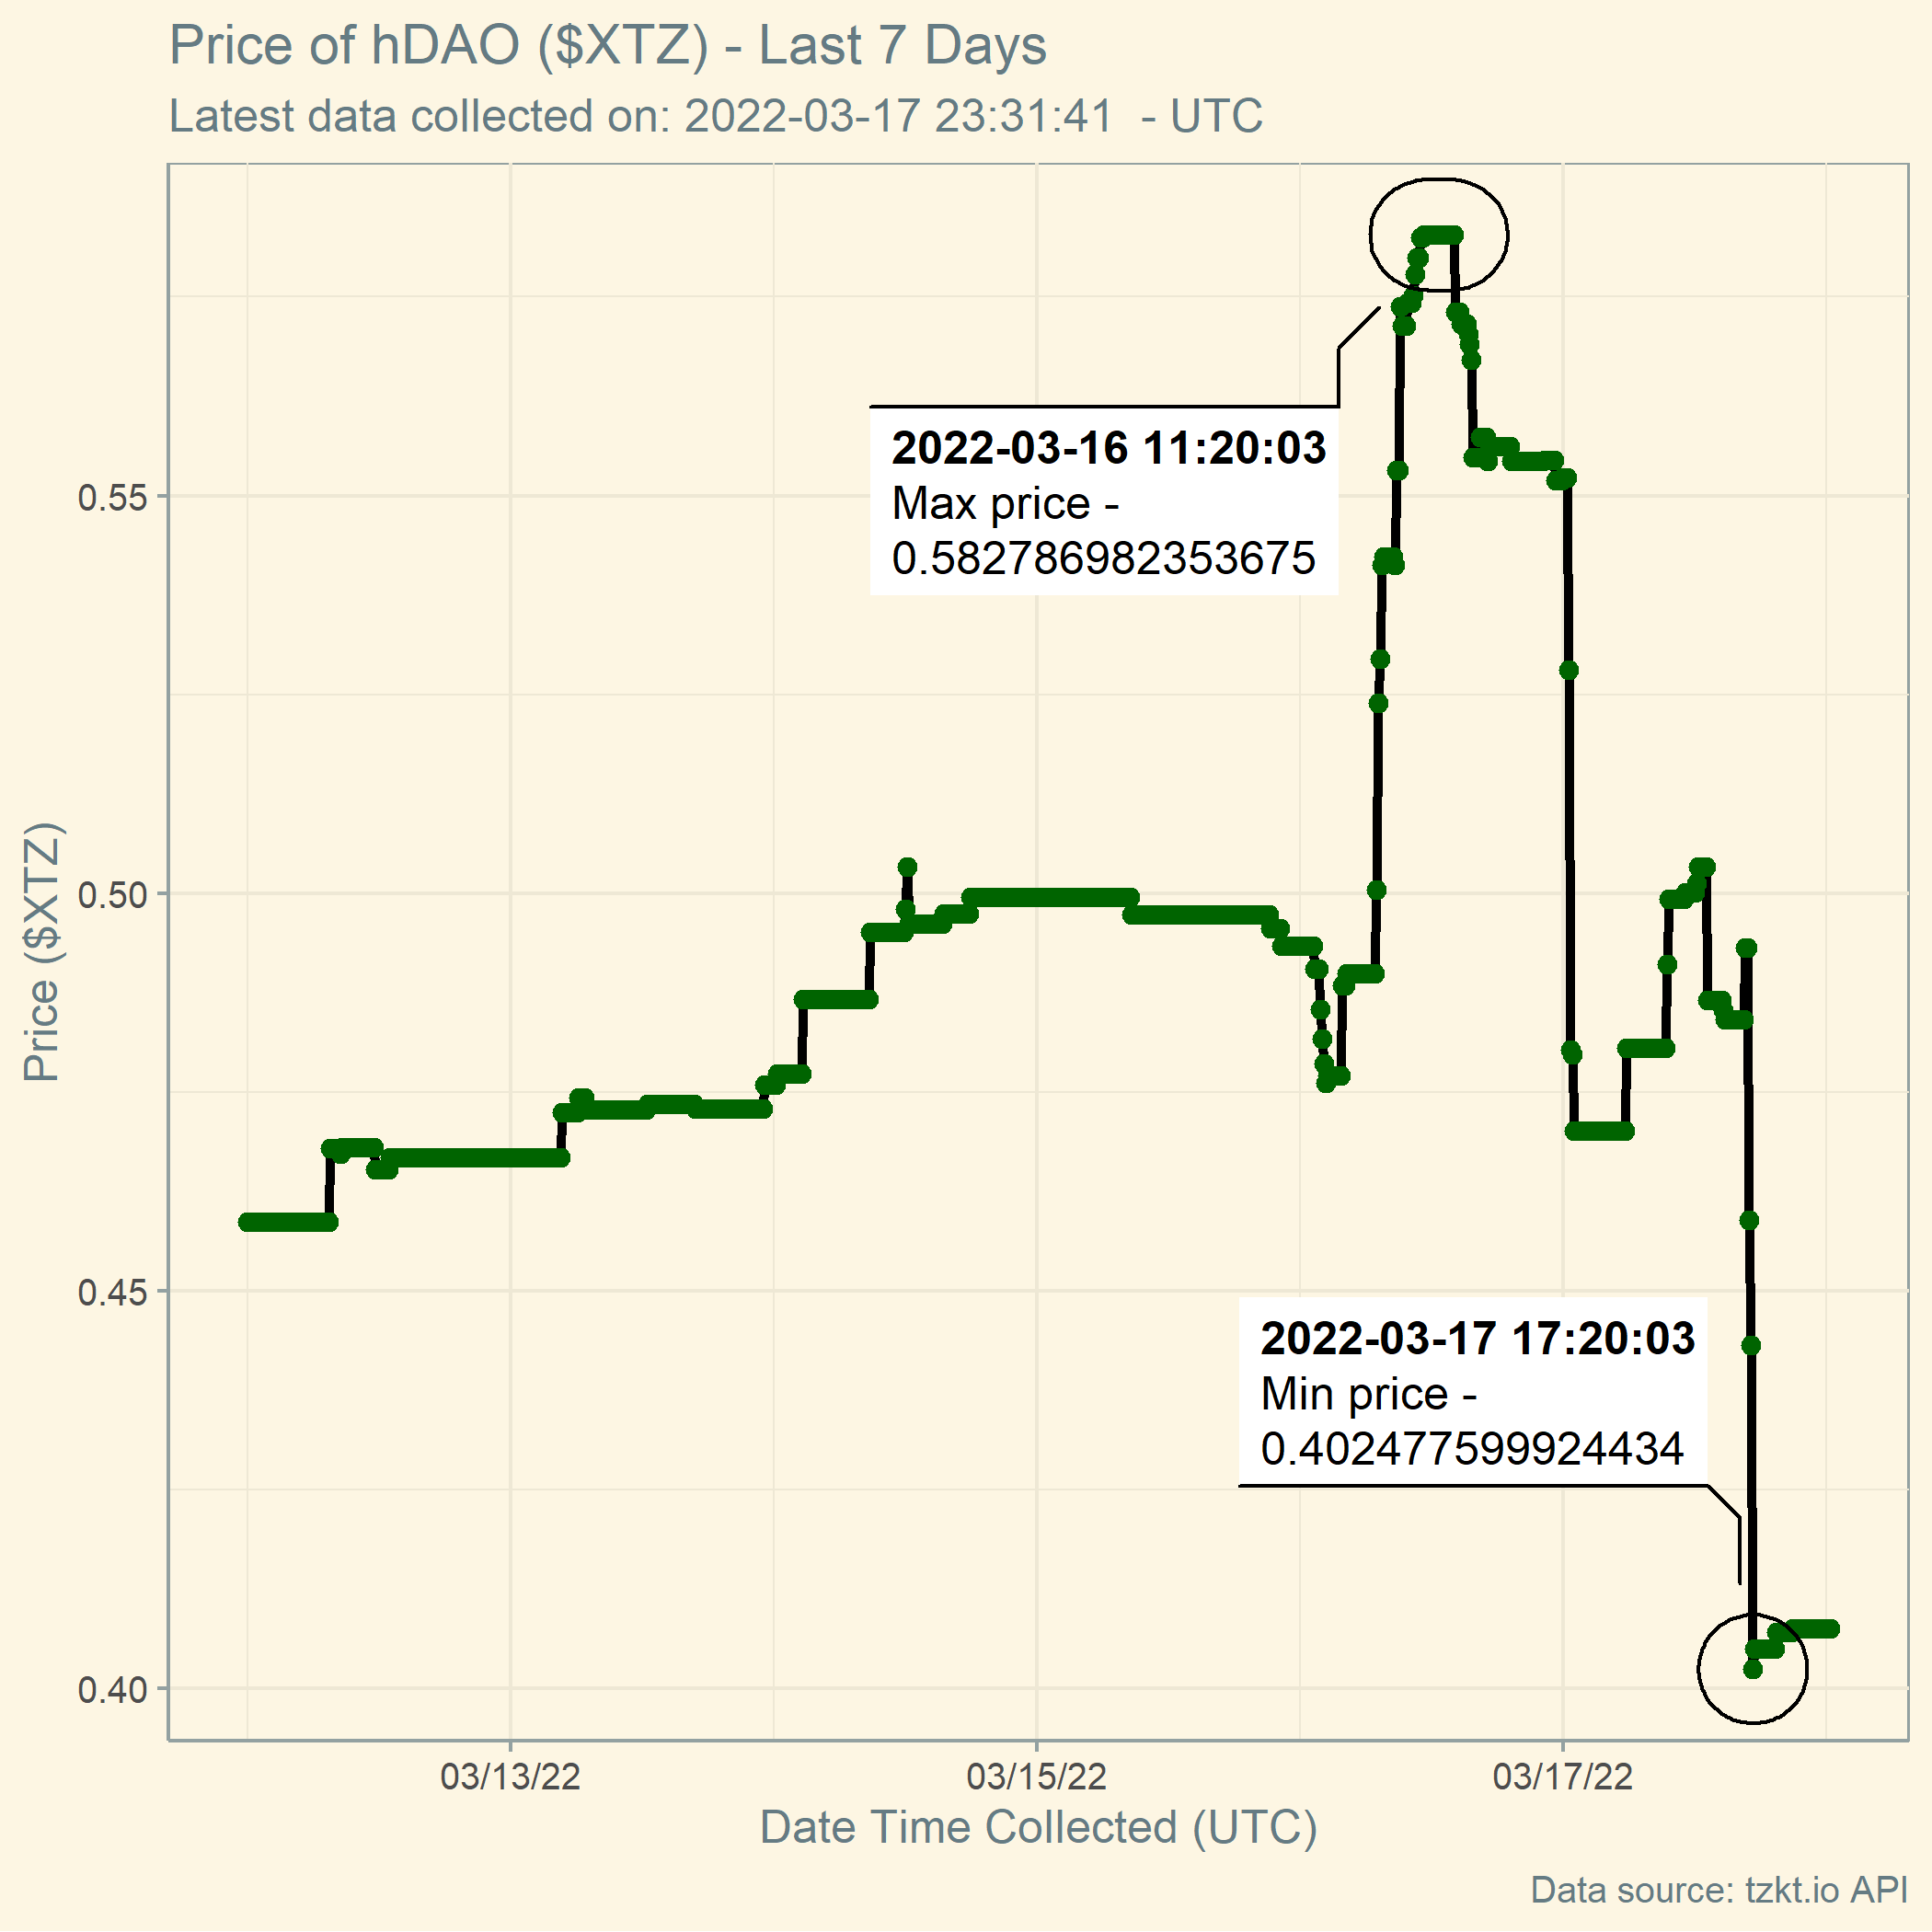 Price of hDAO ($XTZ) - Last 7 Days
Latest data collected on: 2022-03-17 23:31:41  - UTC
2022-03-16 11:20:03
Max price -
0.582786982353675
0.55
0.50
Price ($XTZ)
0.45
2022-03-17 17:20:03
Min price -
0.402477599924434
0.40
03/13/22
03/15/22
03/17/22
Date Time Collected (UTC)
Data source: tzkt.io API